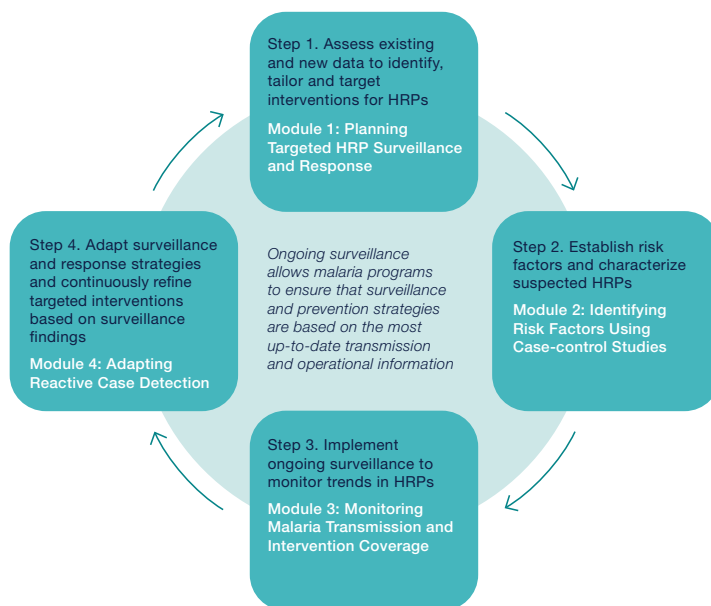 Step 1. Assess existing
and new data to identify,
tailor and target
interventions for HRPs
Module 1: Planning
Targeted HRP Surveillance
and Response
Step 2. Establish risk
factors and characterize
suspected HRPs
Module 2: Identifying
Risk Factors Using
Case-control Studies
Step 3. Implement
ongoing surveillance to
monitor trends in HRPs
Module 3: Monitoring
Malaria Transmission and
Intervention Coverage
Step 4. Adapt surveillance
and response strategies
and continuously refine
targeted interventions
based on surveillance
findings
Module 4: Adapting
Reactive Case Detection
Ongoing surveillance
allows malaria programs
to ensure that surveillance
and prevention strategies
are based on the most
up-to-date transmission
and operational information